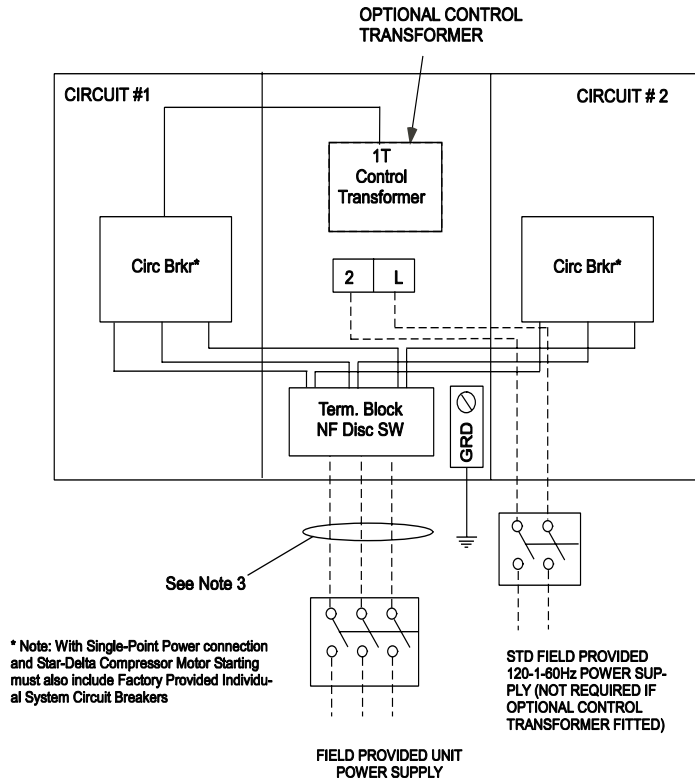 OPTIONAL CONTROL
TRANSFORMER
CIRCUIT #1
CIRCUIT # 2
1T
Control
Transformer
Circ Brkr*
Circ Brkr*
2
L
Term. Block
NF Disc SW
GRD
See Note 3
* Note: With Single-Point Power connection
and Star-Delta Compressor Motor Starting
must also include Factory Provided Individu-
al System Circuit Breakers
STD FIELD PROVIDED
120-1-60Hz POWER SUP-
PLY (NOT REQUIRED IF
OPTIONAL CONTROL
TRANSFORMER FITTED)
FIELD PROVIDED UNIT
POWER SUPPLY